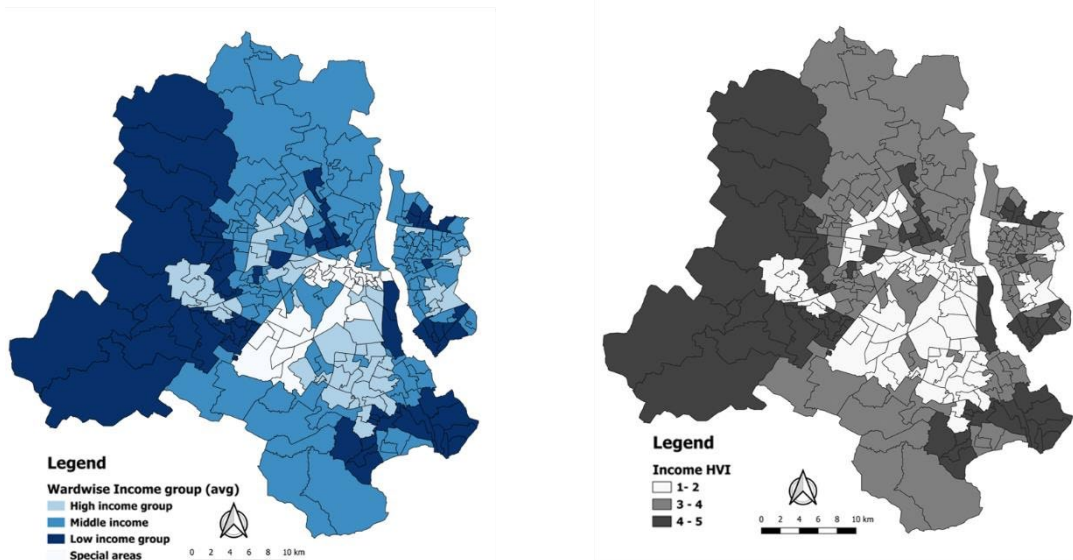 Legend
Wardwise Income group (avg)
High income group
Middle income
Low income group
Special areas
0 2 4 6 8 10 km
Legend
Income HVI
1- 2
3 - 4
4 - 5
0 2 4 6 8 10 km